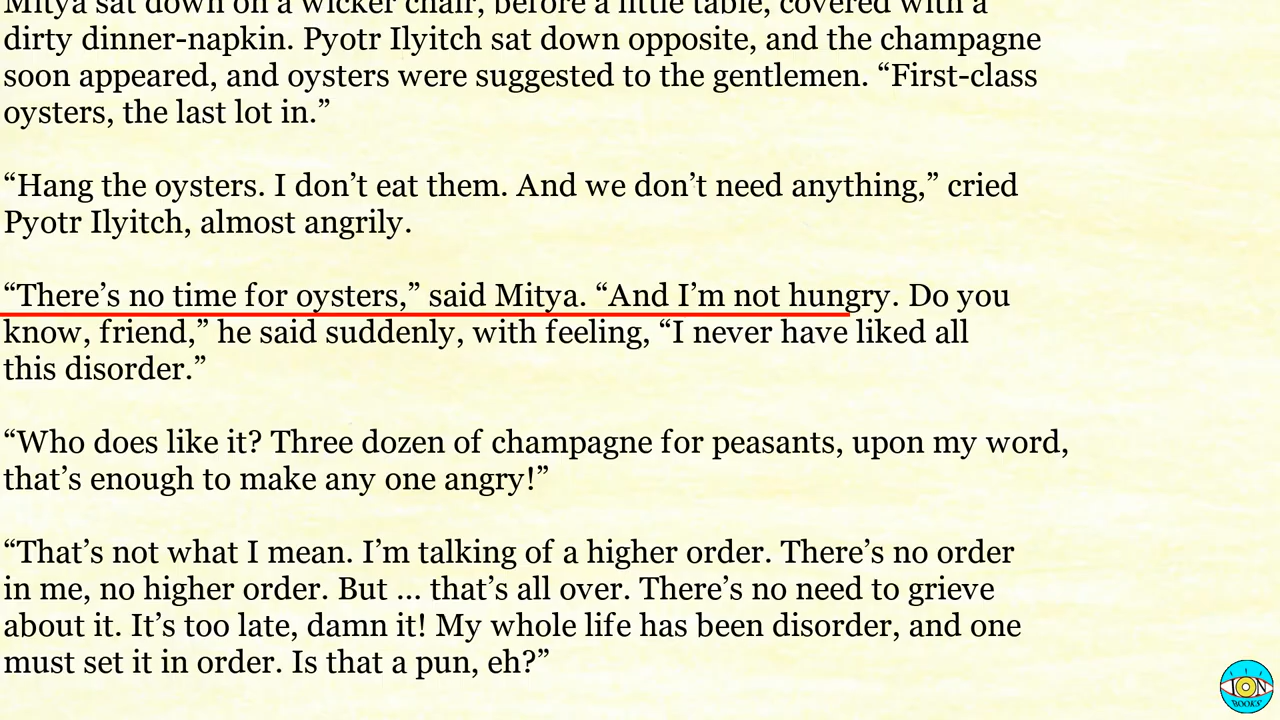 Mitya sat down on a wicker chair, before a little table, covered with a
dirty dinner-napkin. Pyotr Ilyitch sat down opposite, and the champagne
soon appeared, and oysters were suggested to the gentlemen. “First-class
oysters, the last lot in.”
“Hang the oysters. I don’t eat them. And we don’t need anything,” cried
Pyotr Ilyitch, almost angrily.
“There’s no time for oysters,” said Mitya. “And I’m not hungry. Do you
know, friend,” he said suddenly, with feeling, “I never have liked all
this disorder.”
“Who does like it? Three dozen of champagne for peasants, upon my word,
that’s enough to make any one angry!”
“That’s not what I mean. I’m talking of a higher order. There’s no order
in me, no higher order. But ... that’s all over. There’s no need to grieve
about it. It’s too late, damn it! My whole life has been disorder, and one
must set it in order. Is that a pun, eh?”
ION
BOOKS